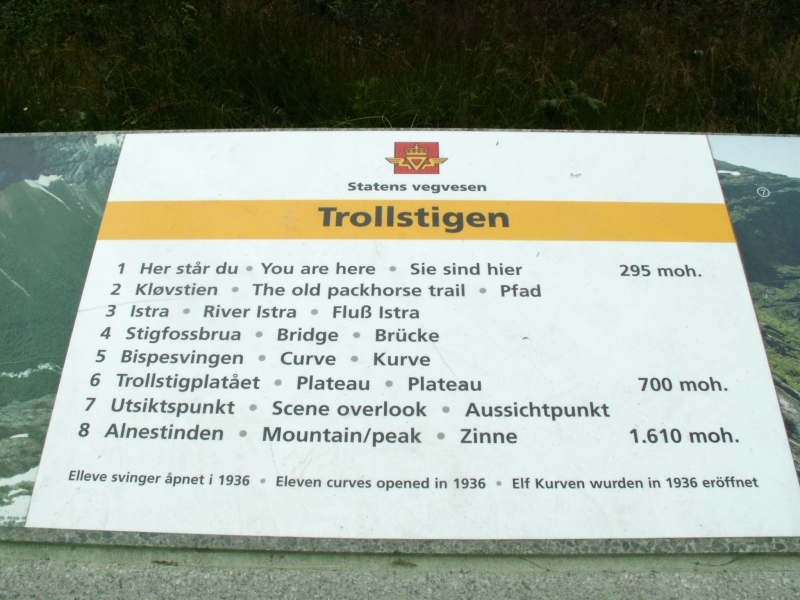 Statens vegvesen
Trollstigen
1 Her står du • You are here • Sie sind hier 295 moh.
2 Kløvstien • The old packhorse trail • Pfad
3 Istra • River Istra • Fluß Istra
4 Stigfossbrua • Bridge • Brücke
5 Bispesvingen • Curve • Kurve
6 Trollstigplatået • Plateau • Plateau 700 moh.
7 Utsiktspunkt • Scene overlook • Aussichtpunkt
8 Alnestinden • Mountain/peak • Zinne 1.610 moh.
Elleve svinger åpnet i 1936 • Eleven curves opened in 1936 • Elf Kurven wurden in 1936 eröffnet
7